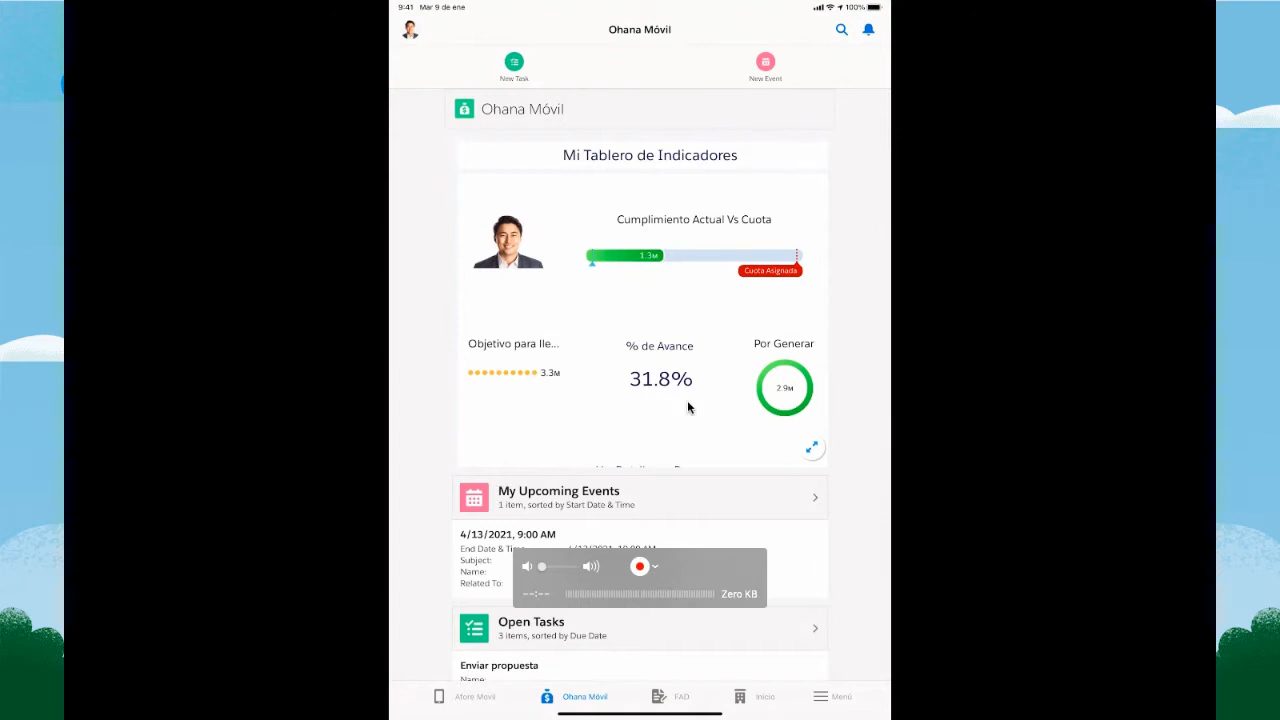 9:41 Mar 9 de ene
100%
Ohana Móvil
New Task
New Event
Ohana Móvil
Mi Tablero de Indicadores
Cumplimiento Actual Vs Cuota
1.3M
Cuota Asignada
Objetivo para lle...
% de Avance
Por Generar
3.3M
31.8%
2.9M
My Upcoming Events
1 item, sorted by Start Date & Time
4/13/2021, 9:00 AM
End Date & Time
Subject:
Name:
Related To:
--:--
Zero KB
Open Tasks
3 items, sorted by Due Date
Enviar propuesta
Name:
Afore Movil
Ohana Móvil
FAD
Inicio
Menú